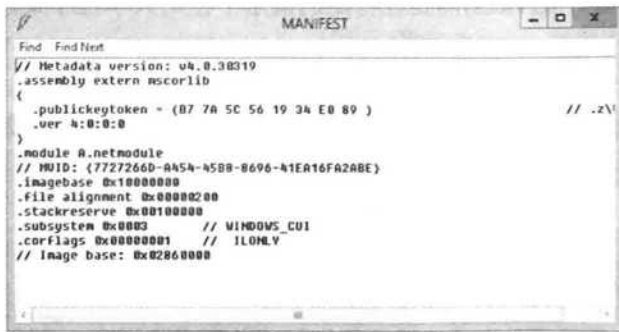 MANIFEST
Find Find Next
// Metadata version: v4.0.30319
.assembly extern mscorlib
{
.publickeytoken = (B7 7A 5C 56 19 34 E0 89 ) // .z\
.ver 4:0:0:0
}
.module A.netmodule
// MVID: {7727266D-A454-45B8-8696-41EA16FA2ABE}
.imagebase 0x10000000
.file alignment 0x00000200
.stackreserve 0x00100000
.subsystem 0x0003 // WINDOWS_CUI
.corflags 0x00000001 // ILONLY
// Image base: 0x02860000